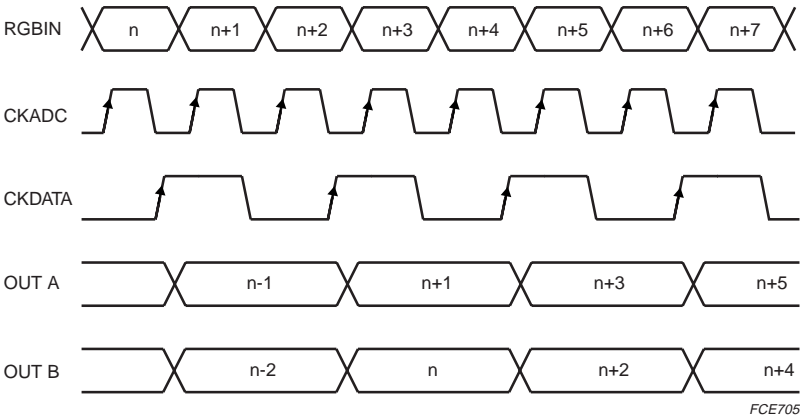 RGBIN n n+1 n+2 n+3 n+4 n+5 n+6 n+7
CKADC
CKDATA
OUT A n-1 n+1 n+3 n+5
OUT B n-2 n n+2 n+4
FCE705